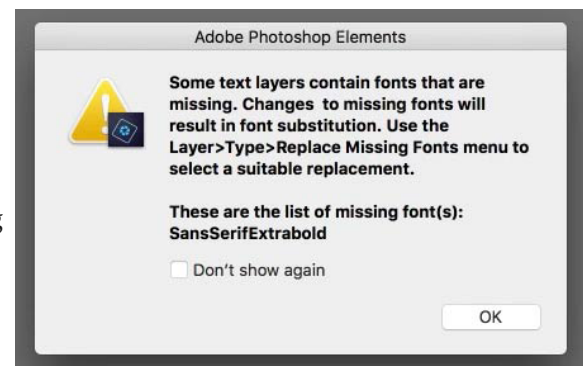 Adobe Photoshop Elements
Some text layers contain fonts that are
missing. Changes  to missing fonts will
result in font substitution. Use the
Layer>Type>Replace Missing Fonts menu to
select a suitable replacement.
These are the list of missing font(s):
SansSerifExtrabold
Don't show again
OK